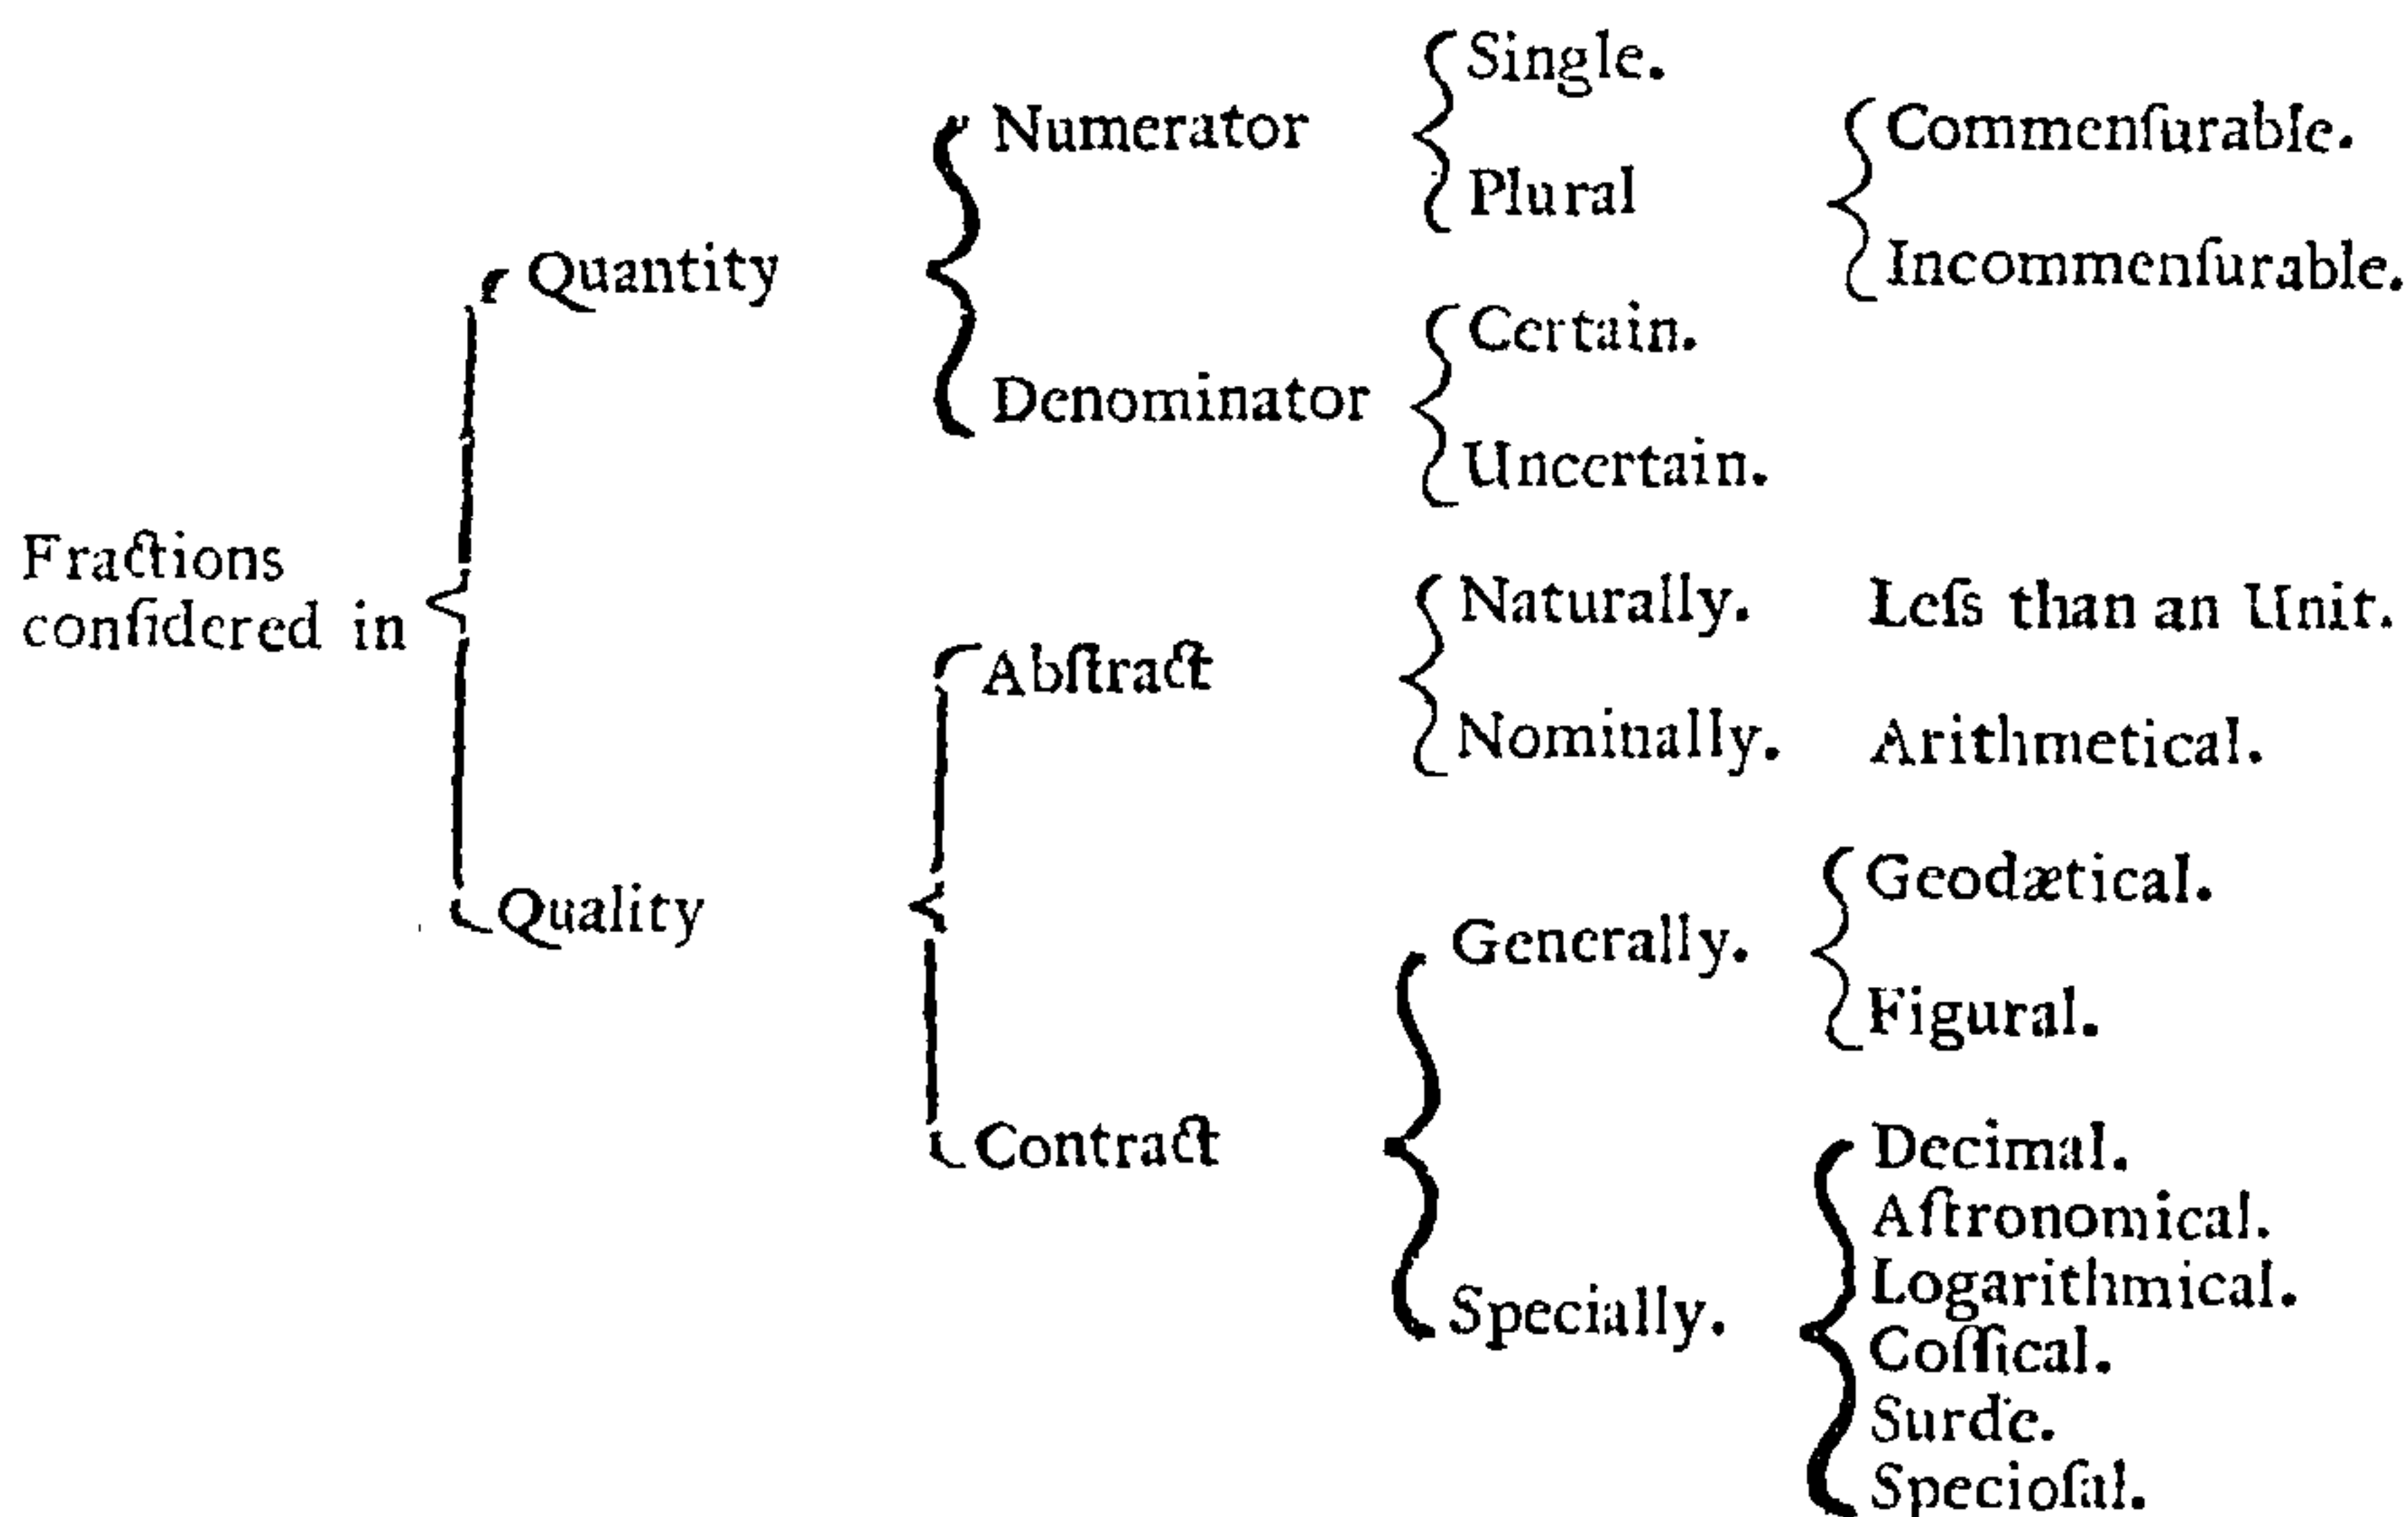 Single.
Numerator
Commenſurable.
Plural
Quantity
Incommenſurable.
Certain.
Denominator
Uncertain.
Fractions
conſidered in
Naturally. Leſs than an Unit.
Abſtract
Nominally. Arithmetical.
Geodætical.
Quality
Generally.
Figural.
Contract
Decimal.
Aſtronomical.
Logarithmical.
Specially.
Coſſical.
Surde.
Specioſal.